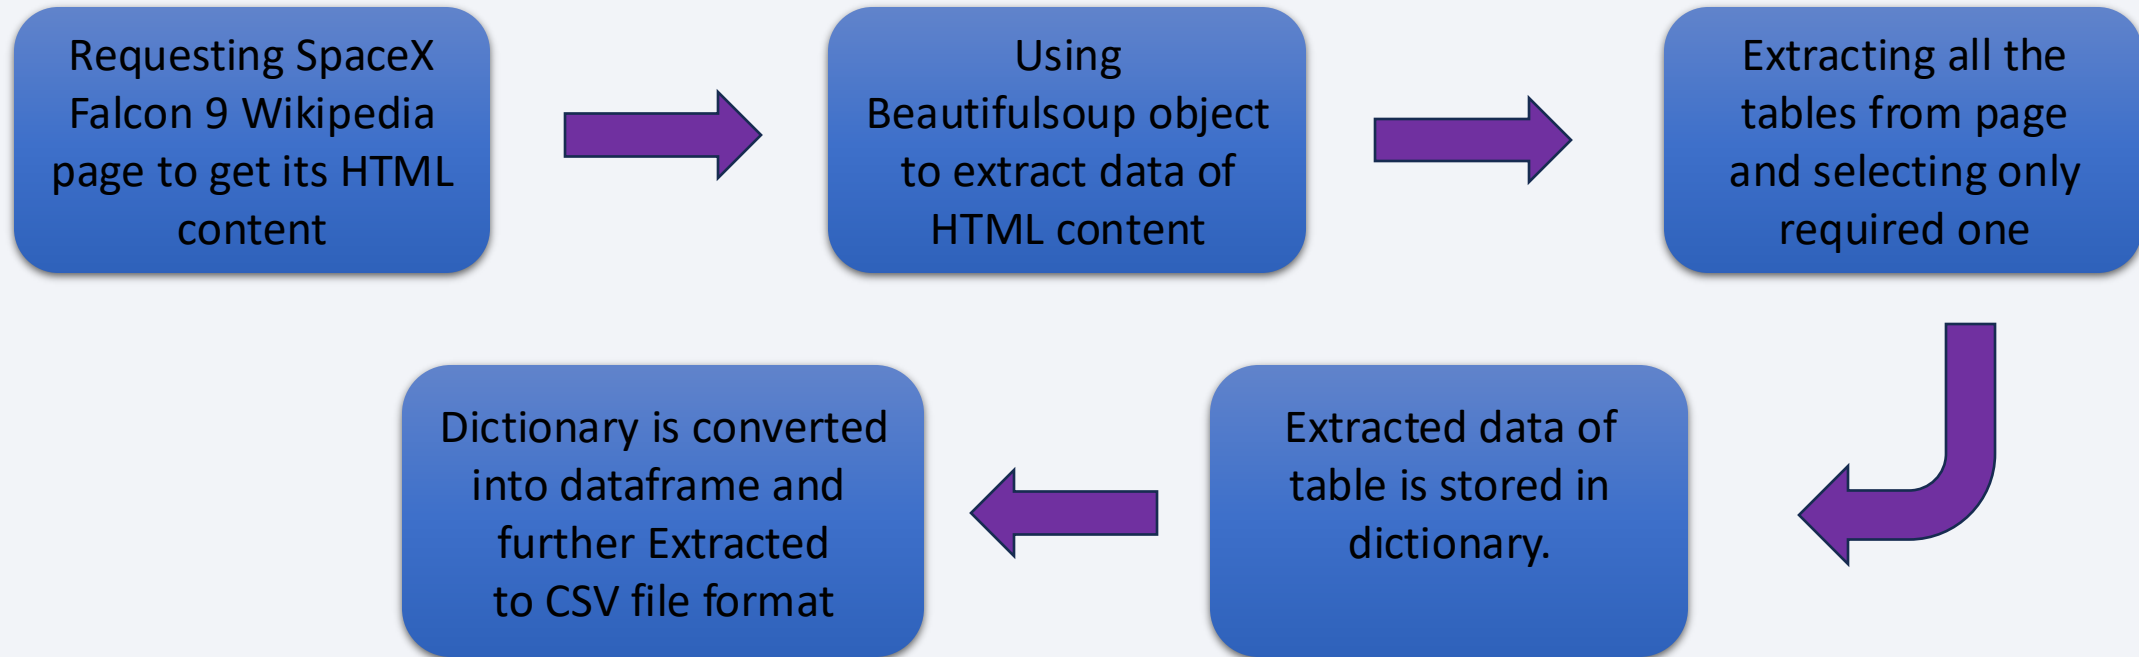 Requesting SpaceX
Falcon 9 Wikipedia
page to get its HTML
content
Using
Beautifulsoup object
to extract data of
HTML content
Extracting all the
tables from page
and selecting only
required one
Extracted data of
table is stored in
dictionary.
Dictionary is converted
into dataframe and
further Extracted
to CSV file format